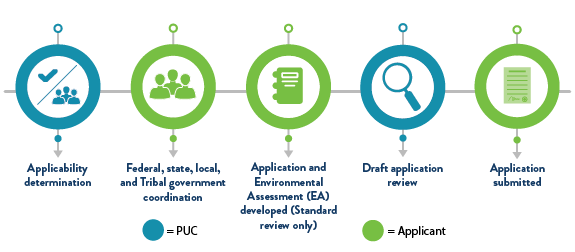 Applicability
determination
Federal, state, local,
and Tribal government
coordination
Application and
Environmental
Assessment (EA)
developed (Standard
review only)
Draft application
review
Application
submitted
= PUC
= Applicant